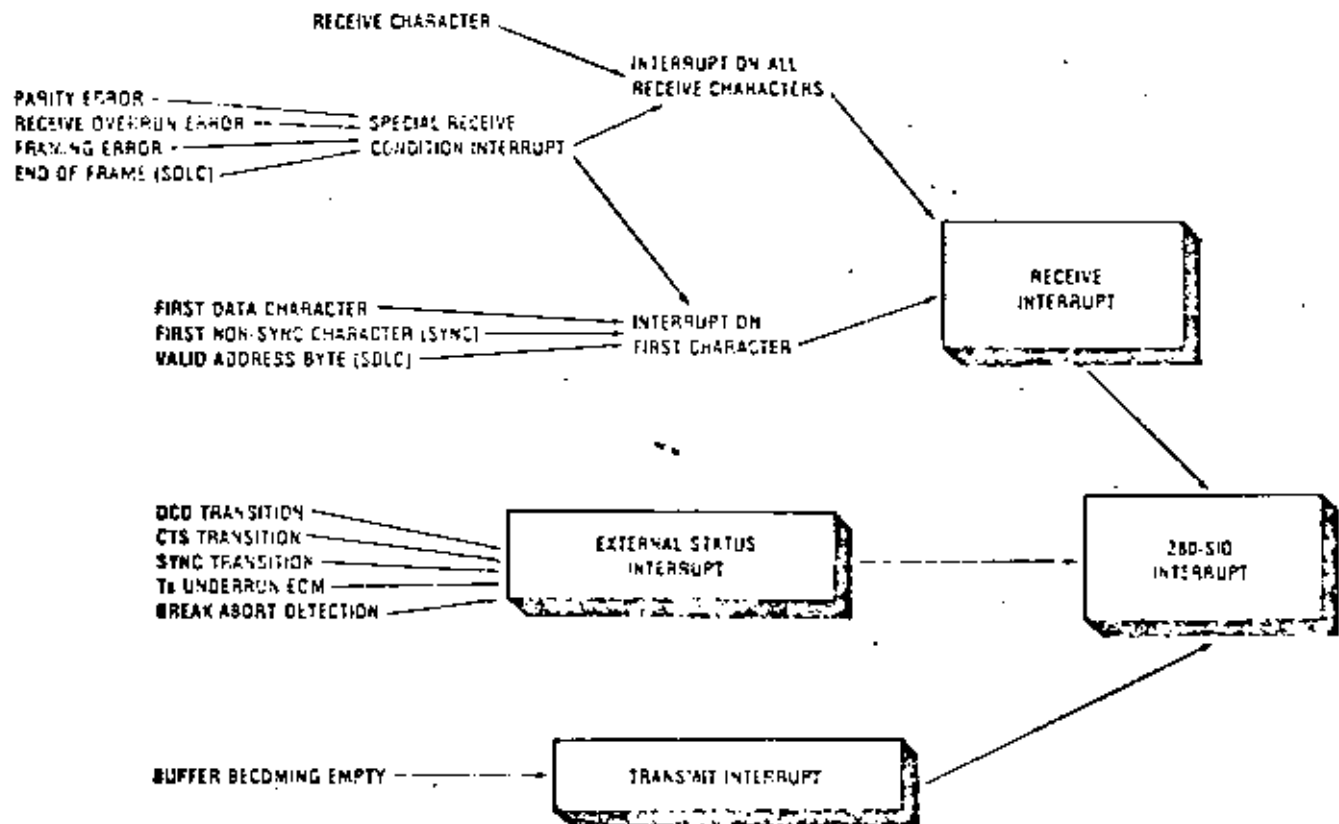 RECEIVE CHARACTER
INTERRUPT ON ALL
RECEIVE CHARACTERS
PARITY ERROR
RECEIVE OVERRUN ERROR
FRAMING ERROR
END OF FRAME (SDLC)
SPECIAL RECEIVE
CONDITION INTERRUPT
RECEIVE
INTERRUPT
FIRST DATA CHARACTER
FIRST NON-SYNC CHARACTER (SYNC)
VALID ADDRESS BYTE (SDLC)
INTERRUPT ON
FIRST CHARACTER
DCD TRANSITION
CTS TRANSITION
SYNC TRANSITION
Tx UNDERRUN EOM
BREAK ABORT DETECTION
EXTERNAL STATUS
INTERRUPT
Z80-SIO
INTERRUPT
BUFFER BECOMING EMPTY
TRANSMIT INTERRUPT